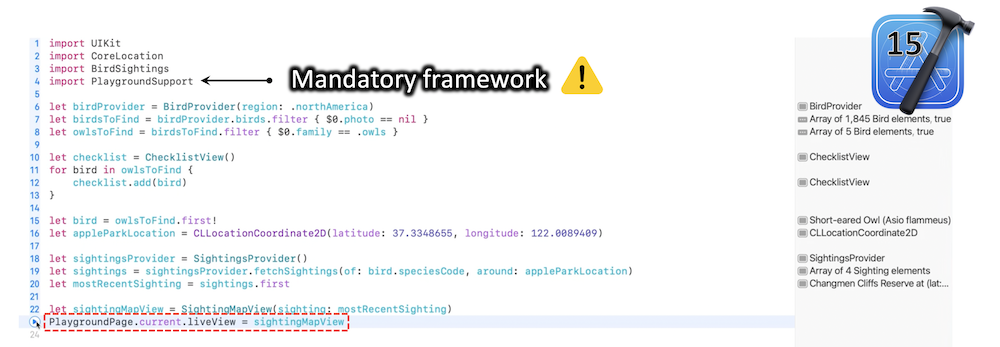 15
1 import UIKit
2 import CoreLocation
3 import BirdSightings
4 import PlaygroundSupport
Mandatory framework
5
6 let birdProvider = BirdProvider(region: .northAmerica)
BirdProvider
7 let birdsToFind = birdProvider.birds.filter { $0.photo == nil }
Array of 1,845 Bird elements, true
8 let owlsToFind = birdsToFind.filter { $0.family == .owls }
Array of 5 Bird elements, true
9
10 let checklist = ChecklistView()
ChecklistView
11 for bird in owlsToFind {
12 checklist.add(bird)
ChecklistView
13 }
14
15 let bird = owlsToFind.first!
Short-eared Owl (Asio flammeus)
16 let appleParkLocation = CLLocationCoordinate2D(latitude: 37.3348655, longitude: 122.0089409)
CLLocationCoordinate2D
17
18 let sightingsProvider = SightingsProvider()
SightingsProvider
19 let sightings = sightingsProvider.fetchSightings(of: bird.speciesCode, around: appleParkLocation)
Array of 4 Sighting elements
20 let mostRecentSighting = sightings.first
Changmen Cliffs Reserve at (lat:...
21
22 let sightingMapView = SightingMapView(sighting: mostRecentSighting)
PlaygroundPage.current.liveView = sightingMapView
24